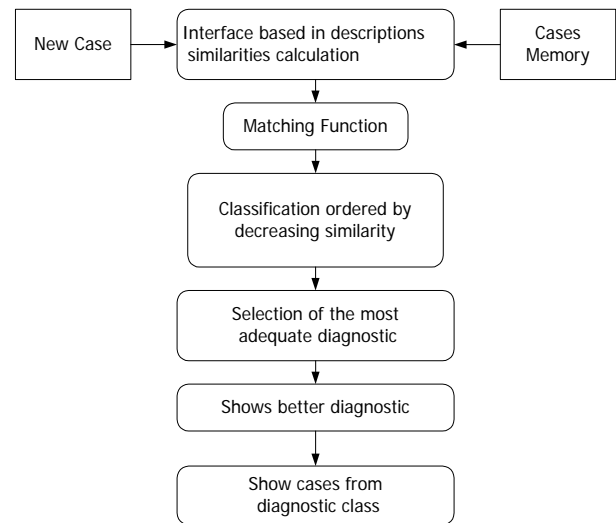 New Case
Interface based in descriptions
similarities calculation
Cases
Memory
Matching Function
Classification ordered by
decreasing similarity
Selection of the most
adequate diagnostic
Shows better diagnostic
Show cases from
diagnostic class